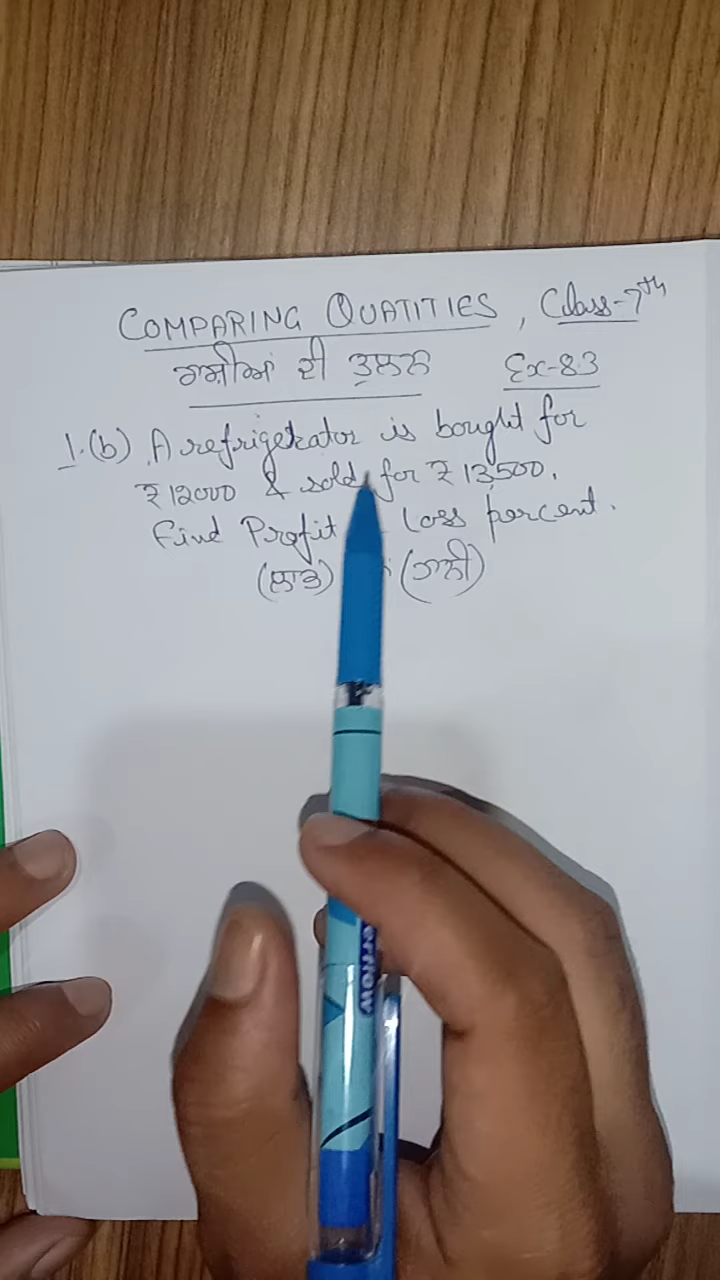 COMPARING QUATITIES, Class-7th
ਰਾਸ਼ੀਆਂ ਦੀ ਤੁਲਨਾ Ex-8.3
1.(b) A refrigerator is bought for
₹12000 & sold for ₹13,500.
Find Profit loss percent.
(ਲਾਭ) (ਹਾਨੀ)
erflow